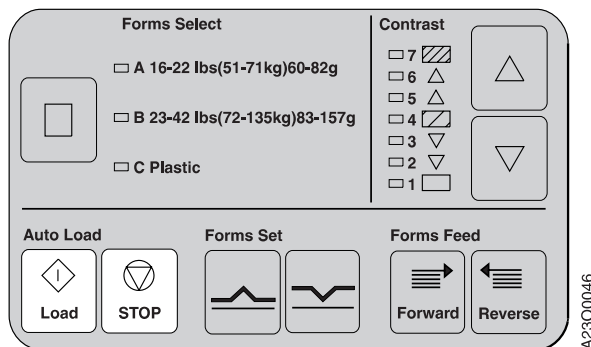 Forms Select
A 16-22 lbs(51-71kg)60-82g
B 23-42 lbs(72-135kg)83-157g
C Plastic
Contrast
7
6
5
4
3
2
1
Auto Load
Load
STOP
Forms Set
Forms Feed
Forward
Reverse
A23O0046